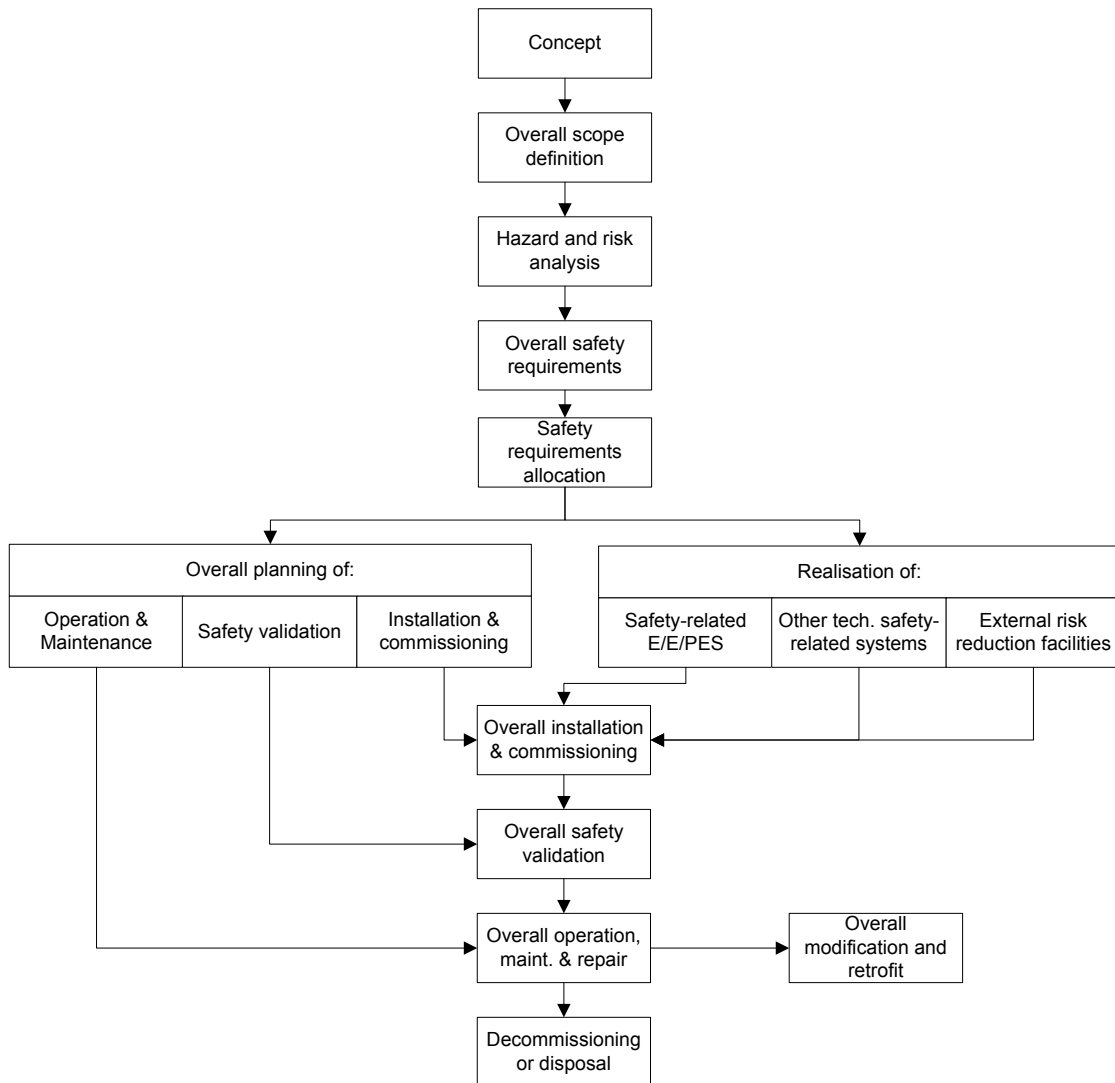 Concept
Overall scope
definition
Hazard and risk
analysis
Overall safety
requirements
Safety
requirements
allocation
Overall planning of:
Operation &
Maintenance
Safety validation
Installation &
commissioning
Realisation of:
Safety-related
E/E/PES
Other tech. safety-
related systems
External risk
reduction facilities
Overall installation
& commissioning
Overall safety
validation
Overall operation,
maint. & repair
Overall
modification and
retrofit
Decommissioning
or disposal